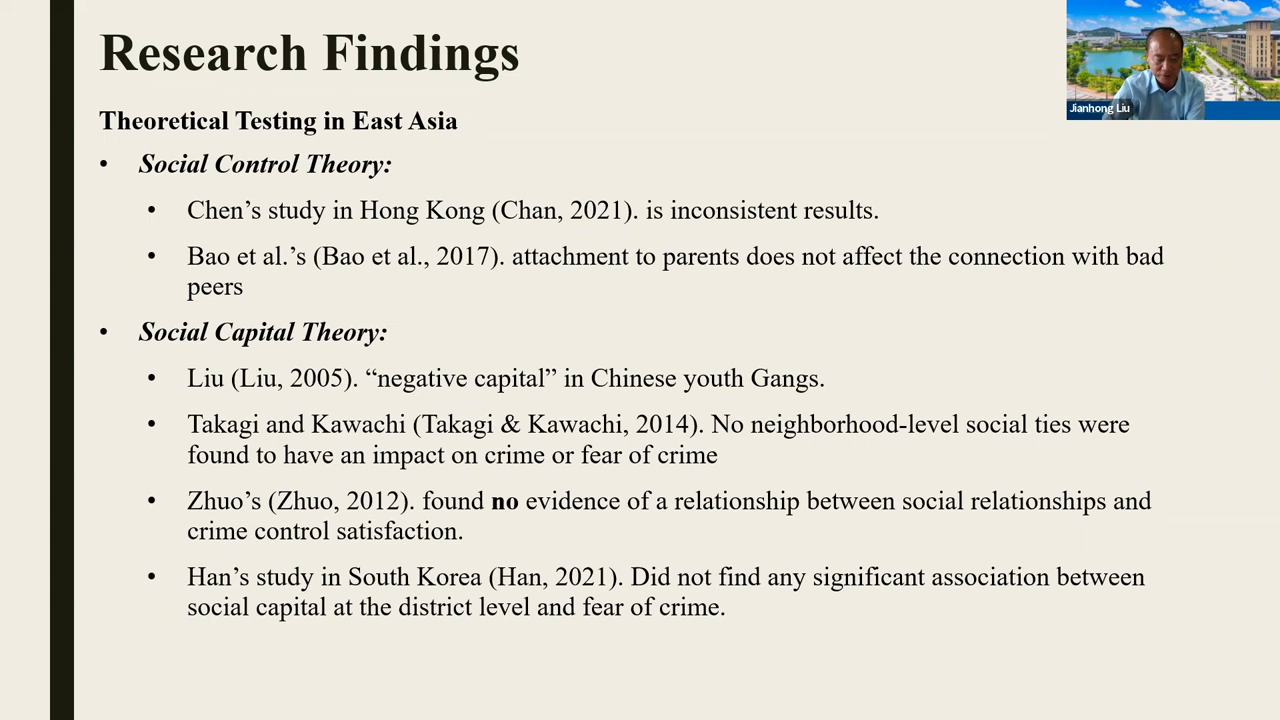 Research Findings
Jianhong Liu
Theoretical Testing in East Asia
• Social Control Theory:
• Chen’s study in Hong Kong (Chan, 2021). is inconsistent results.
• Bao et al.’s (Bao et al., 2017). attachment to parents does not affect the connection with bad
peers
• Social Capital Theory:
• Liu (Liu, 2005). “negative capital” in Chinese youth Gangs.
• Takagi and Kawachi (Takagi & Kawachi, 2014). No neighborhood-level social ties were
found to have an impact on crime or fear of crime
• Zhuo’s (Zhuo, 2012). found no evidence of a relationship between social relationships and
crime control satisfaction.
• Han’s study in South Korea (Han, 2021). Did not find any significant association between
social capital at the district level and fear of crime.